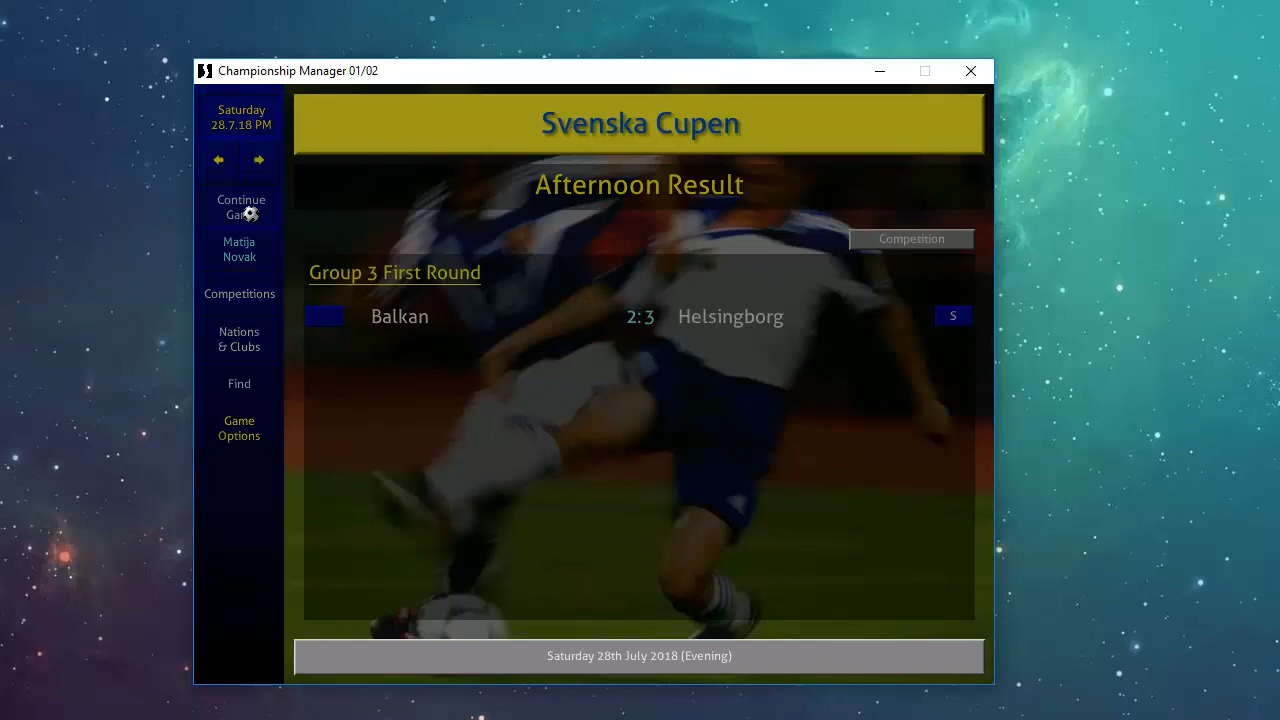 Championship Manager 01/02
Saturday
28.7.18 PM
Continue
Matija
Novak
Competitions
Nations
& Clubs
Find
Game
Options
Svenska Cupen
Afternoon Result
Competition
Group 3 First Round
Balkan 2:3 Helsingborg S
Saturday 28th July 2018 (Evening)